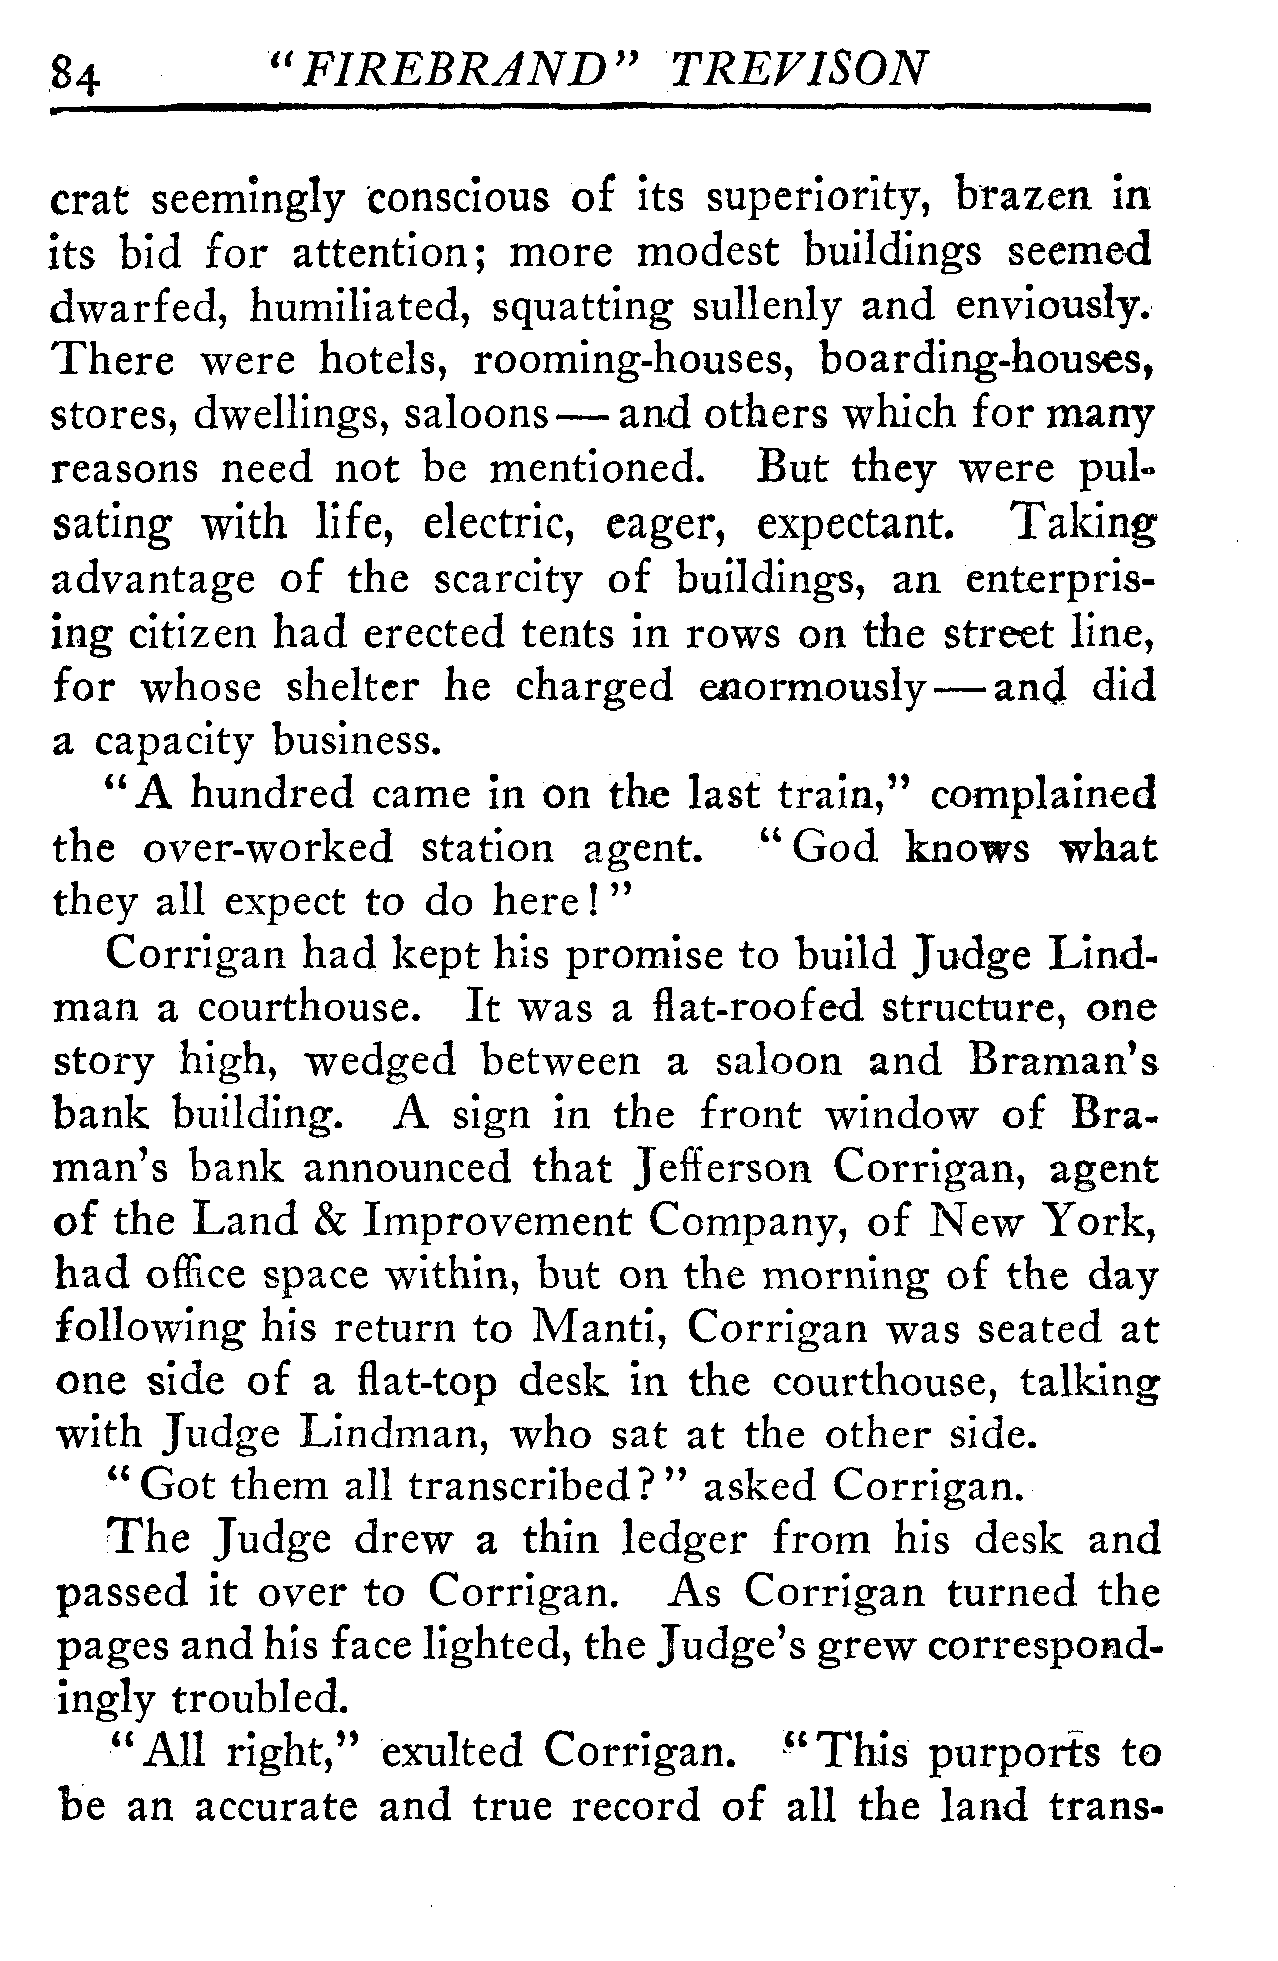 84 "FIREBRAND" TREVISON
crat seemingly conscious of its superiority, brazen in
its bid for attention; more modest buildings seemed
dwarfed, humiliated, squatting sullenly and enviously.
There were hotels, rooming-houses, boarding-houses,
stores, dwellings, saloons — and others which for many
reasons need not be mentioned. But they were pul-
sating with life, electric, eager, expectant. Taking
advantage of the scarcity of buildings, an enterpris-
ing citizen had erected tents in rows on the street line,
for whose shelter he charged enormously — and did
a capacity business.
"A hundred came in on the last train," complained
the over-worked station agent. "God knows what
they all expect to do here!"
Corrigan had kept his promise to build Judge Lind-
man a courthouse. It was a flat-roofed structure, one
story high, wedged between a saloon and Braman's
bank building. A sign in the front window of Bra-
man's bank announced that Jefferson Corrigan, agent
of the Land & Improvement Company, of New York,
had office space within, but on the morning of the day
following his return to Manti, Corrigan was seated at
one side of a flat-top desk in the courthouse, talking
with Judge Lindman, who sat at the other side.
"Got them all transcribed?" asked Corrigan.
The Judge drew a thin ledger from his desk and
passed it over to Corrigan. As Corrigan turned the
pages and his face lighted, the Judge's grew correspond-
ingly troubled.
"All right," exulted Corrigan. "This purports to
be an accurate and true record of all the land trans-